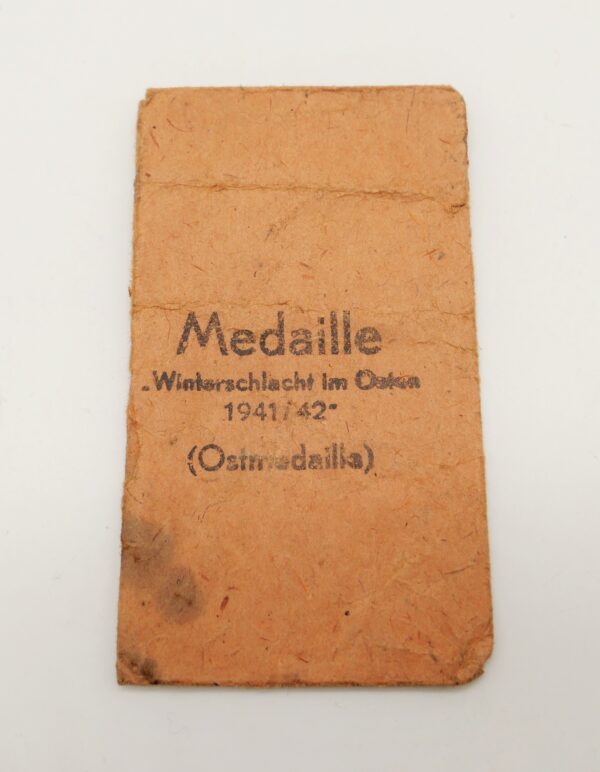 Medaille
„Winterschlacht im Osten
1941/42"
(Ostmedaille)